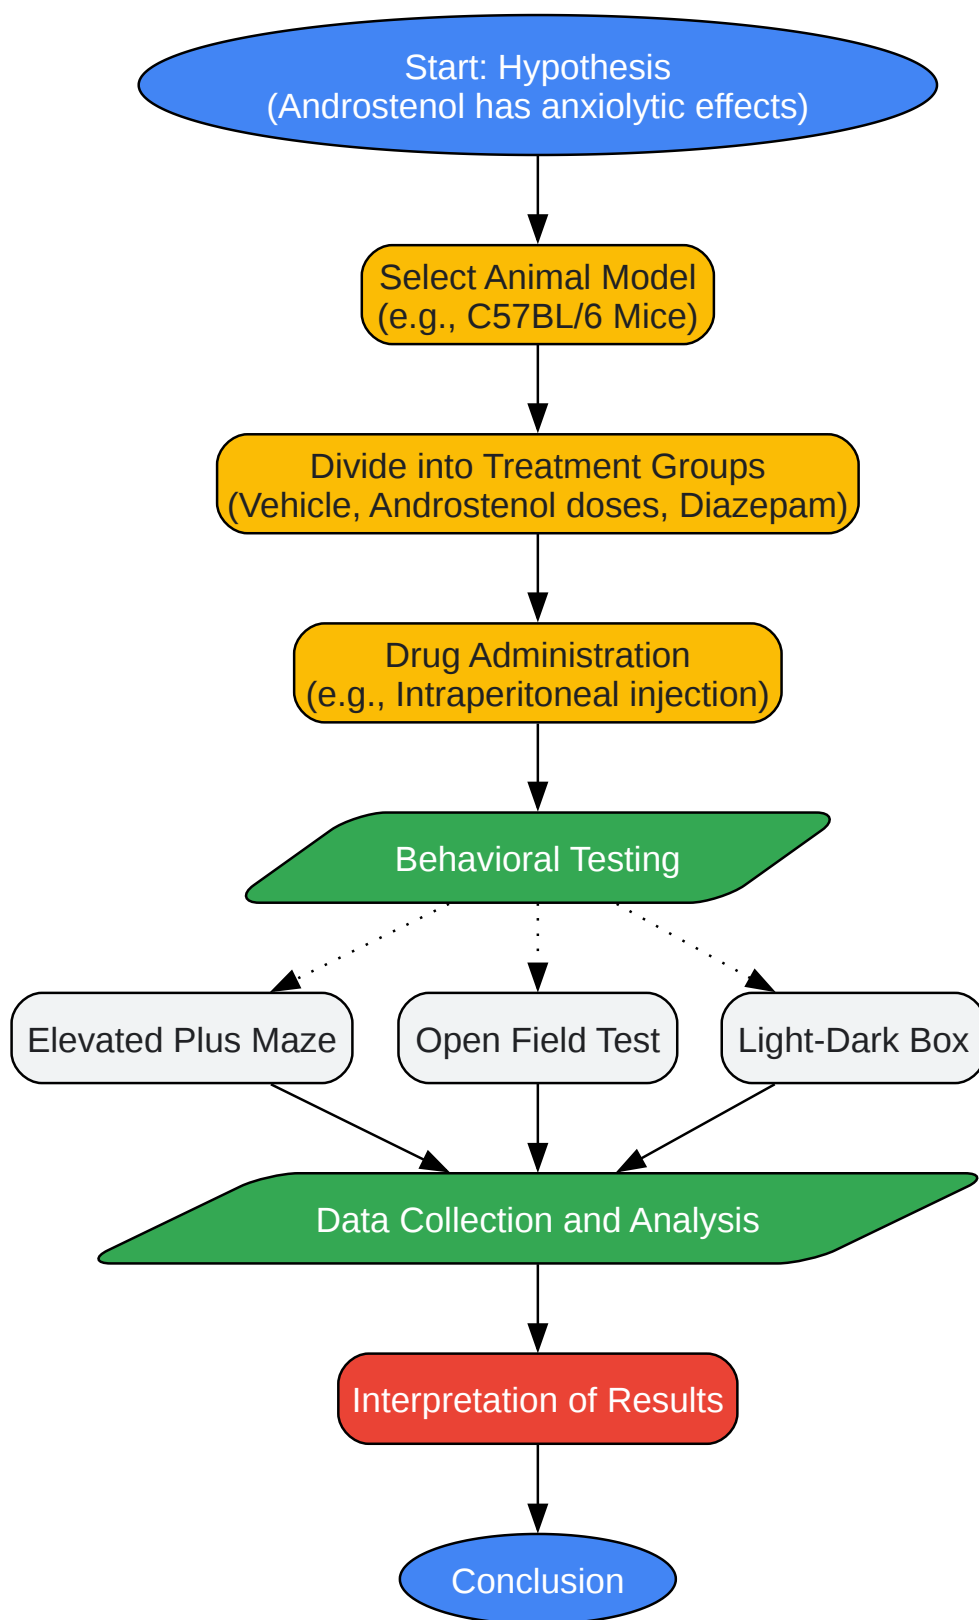 Start: Hypothesis
(Androstenol has anxiolytic effects)
Select Animal Model
(e.g., C57BL/6 Mice)
Divide into Treatment Groups
(Vehicle, Androstenol doses, Diazepam)
Drug Administration
(e.g., Intraperitoneal injection)
Behavioral Testing
Elevated Plus Maze
Open Field Test
Light-Dark Box
Data Collection and Analysis
Interpretation of Results
Conclusion